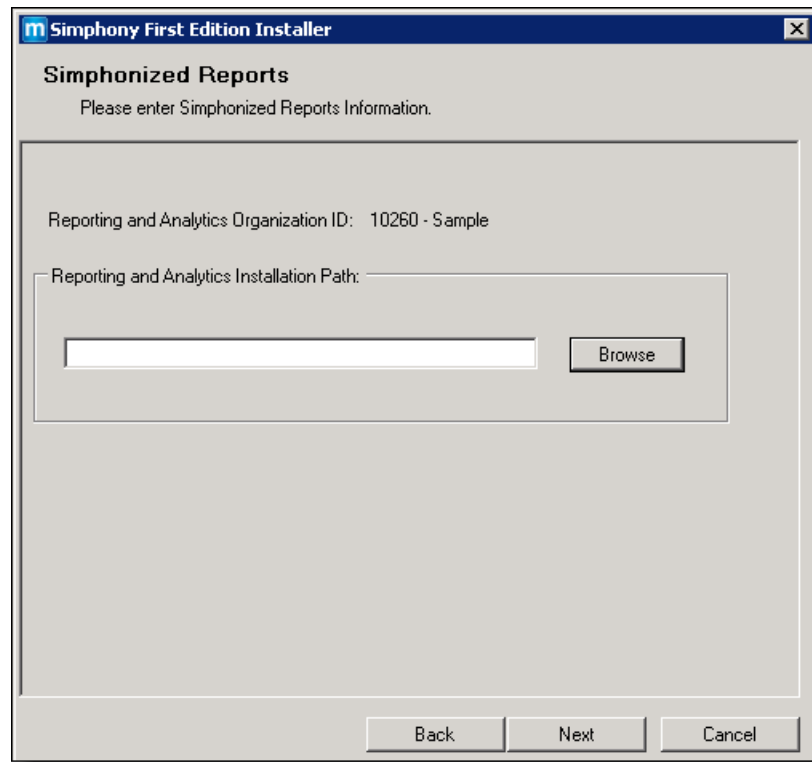 m Simphony First Edition Installer
Simphonized Reports
Please enter Simphonized Reports Information.
Reporting and Analytics Organization ID: 10260 - Sample
Reporting and Analytics Installation Path:
Browse
Back Next Cancel